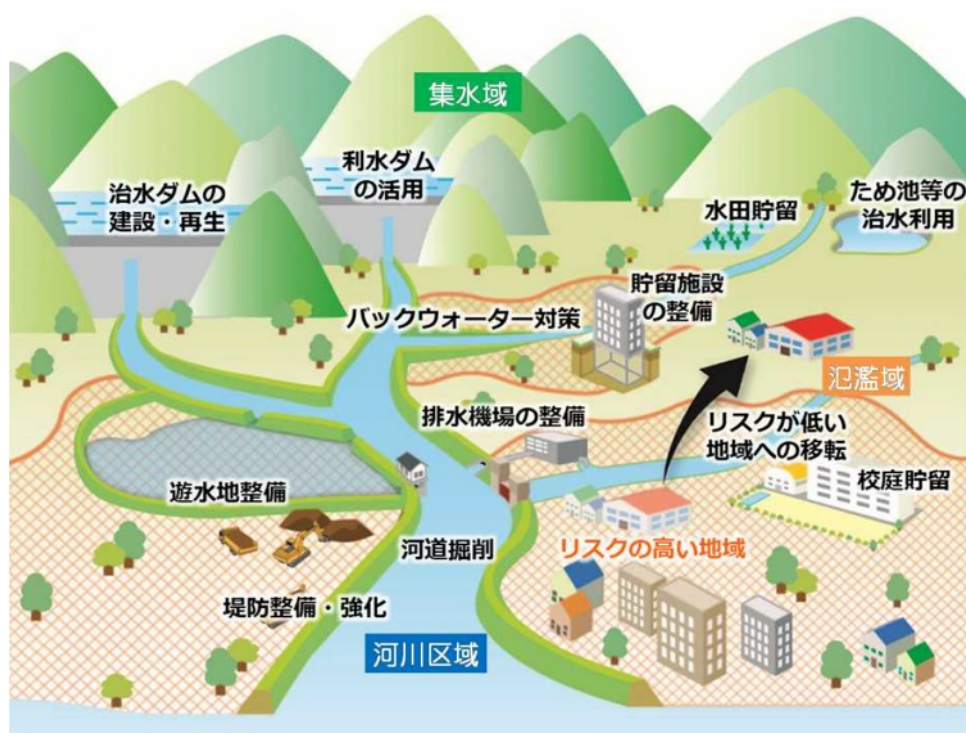 集水域
治水ダムの
建設・再生
利水ダム
の活用
水田貯留
ため池等の
治水利用
貯留施設
の整備
バックウォーター対策
氾濫域
排水機場の整備
リスクが低い
地域への移転
校庭貯留
遊水地整備
リスクの高い地域
河道掘削
堤防整備・強化
河川区域